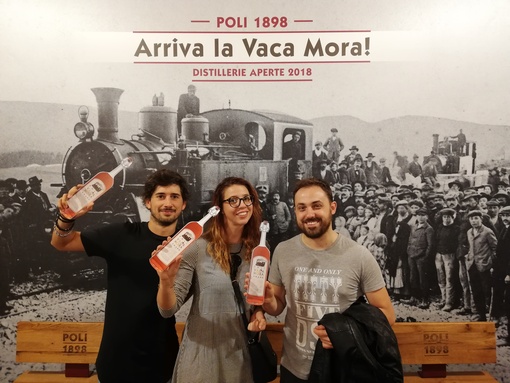 POLI 1898
Arriva la Vaca Mora!
DISTILLERIE APERTE 2018
ONE AND ONLY
POLI
1898
POLI
1898